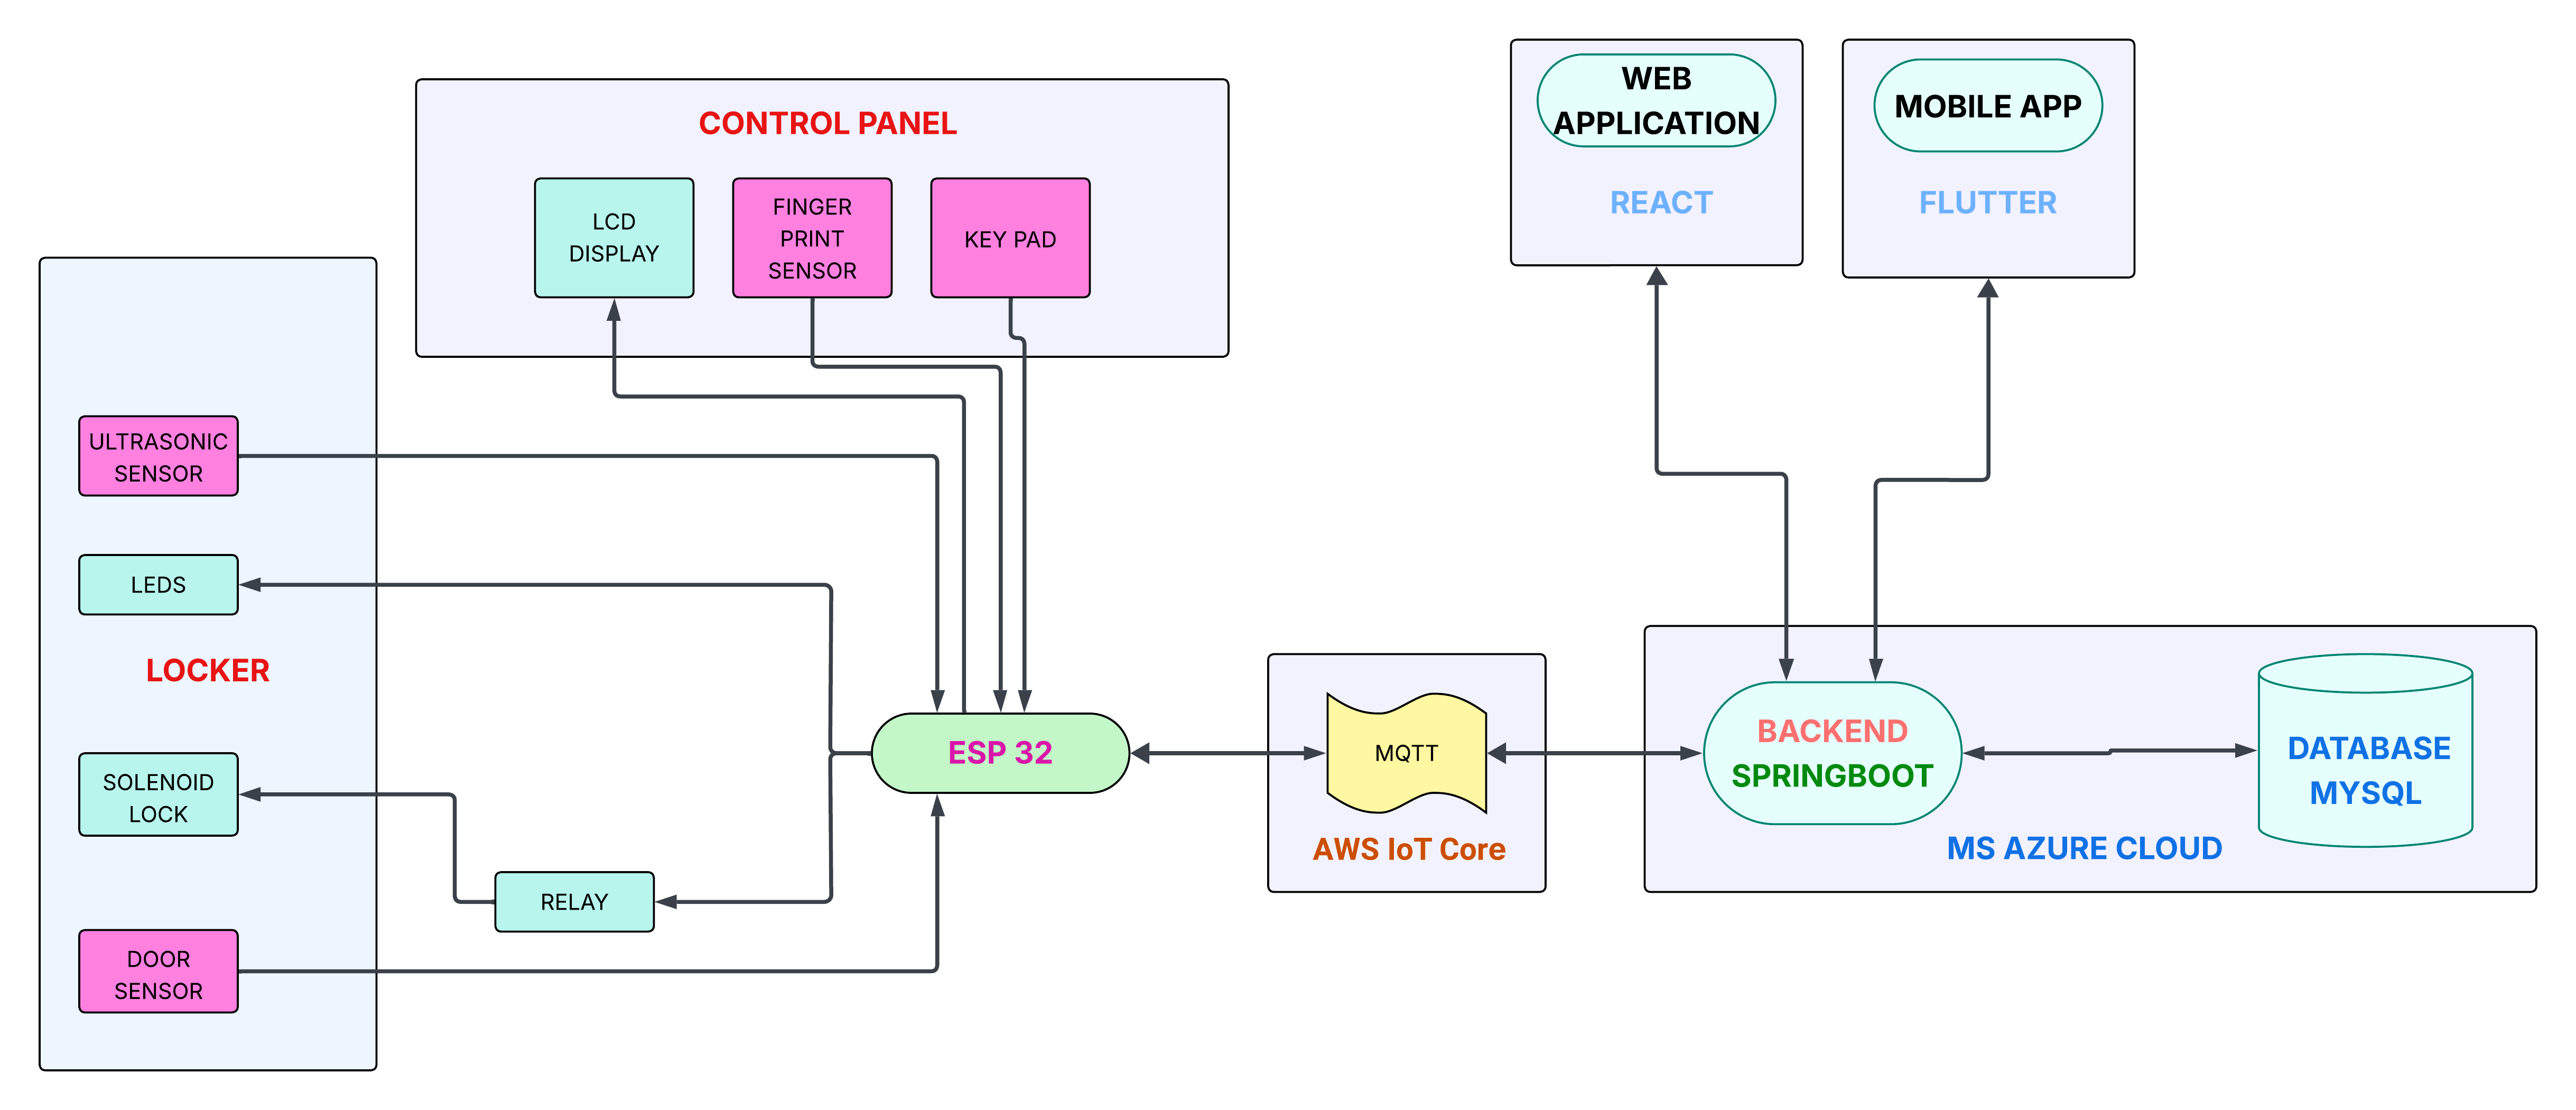 WEB
APPLICATION
REACT
MOBILE APP
FLUTTER
CONTROL PANEL
LCD
DISPLAY
FINGER
PRINT
SENSOR
KEY PAD
ULTRASONIC
SENSOR
LEDS
LOCKER
SOLENOID
LOCK
RELAY
DOOR
SENSOR
ESP 32
MQTT
AWS IoT Core
BACKEND
SPRINGBOOT
DATABASE
MYSQL
MS AZURE CLOUD